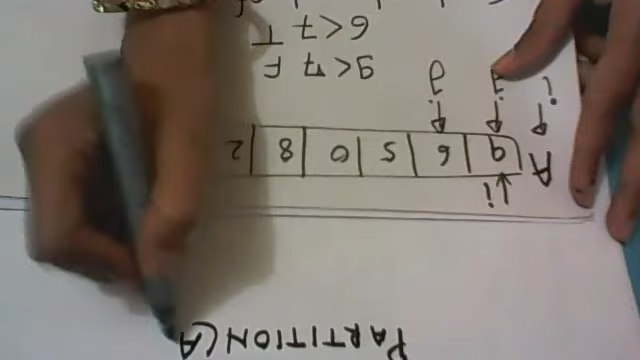 PARTITION(A
i
A 9 6 5 0 8 2
i j j
9<7 F
6<7 T